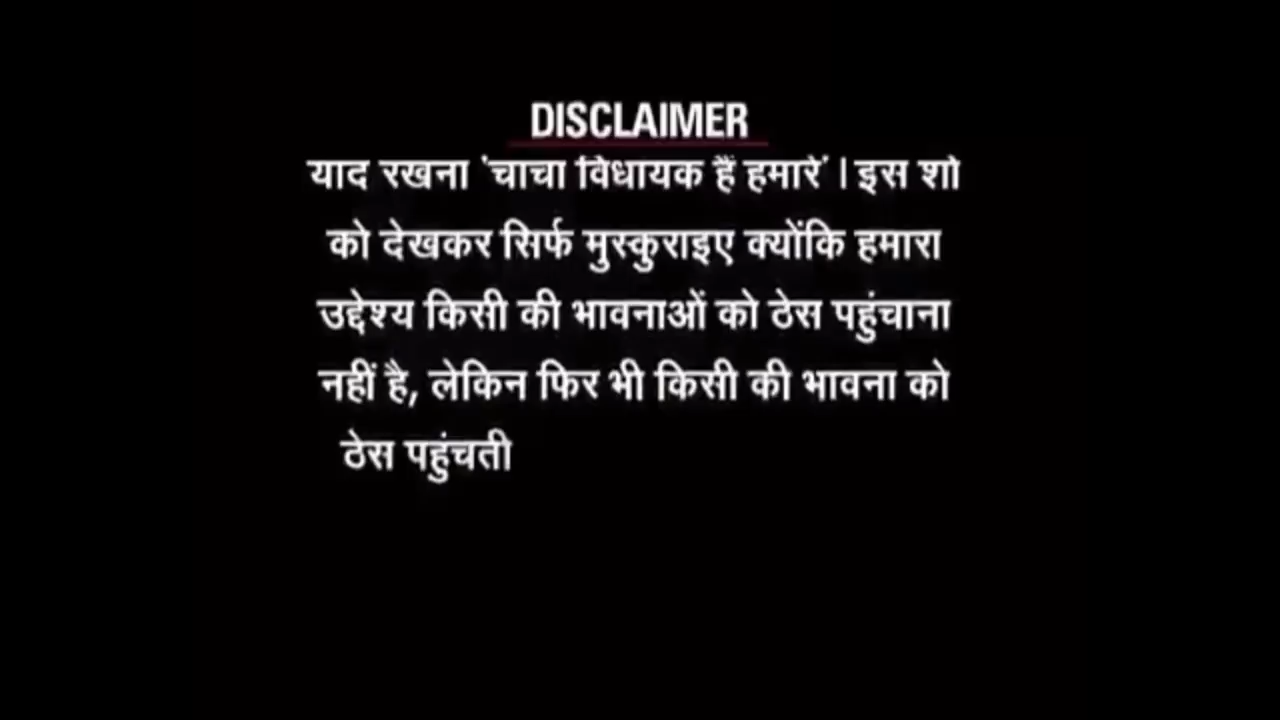 DISCLAIMER
याद रखना 'चाचा विधायक हैं हमारे' | इस शो
को देखकर सिर्फ मुस्कुराइए क्योंकि हमारा
उद्देश्य किसी की भावनाओं को ठेस पहुंचाना
नहीं है, लेकिन फिर भी किसी की भावना को
ठेस पहुंचती